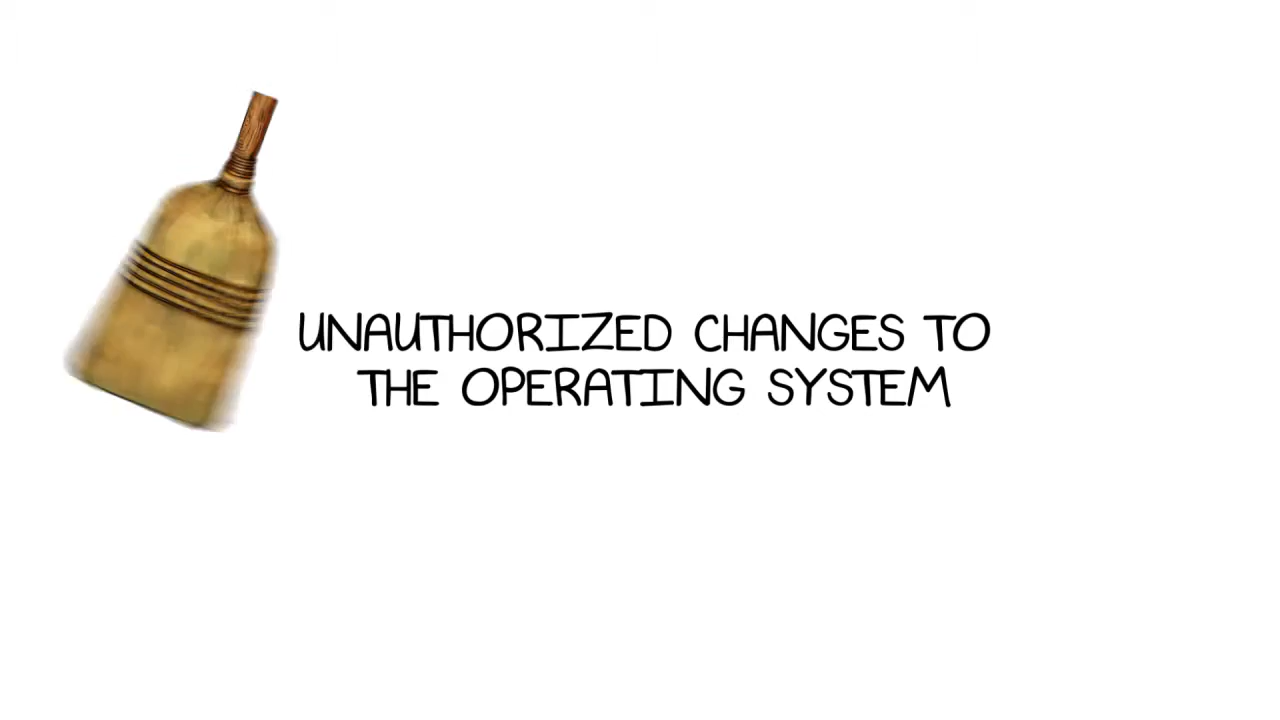 UNAUTHORIZED CHANGES TO
THE OPERATING SYSTEM